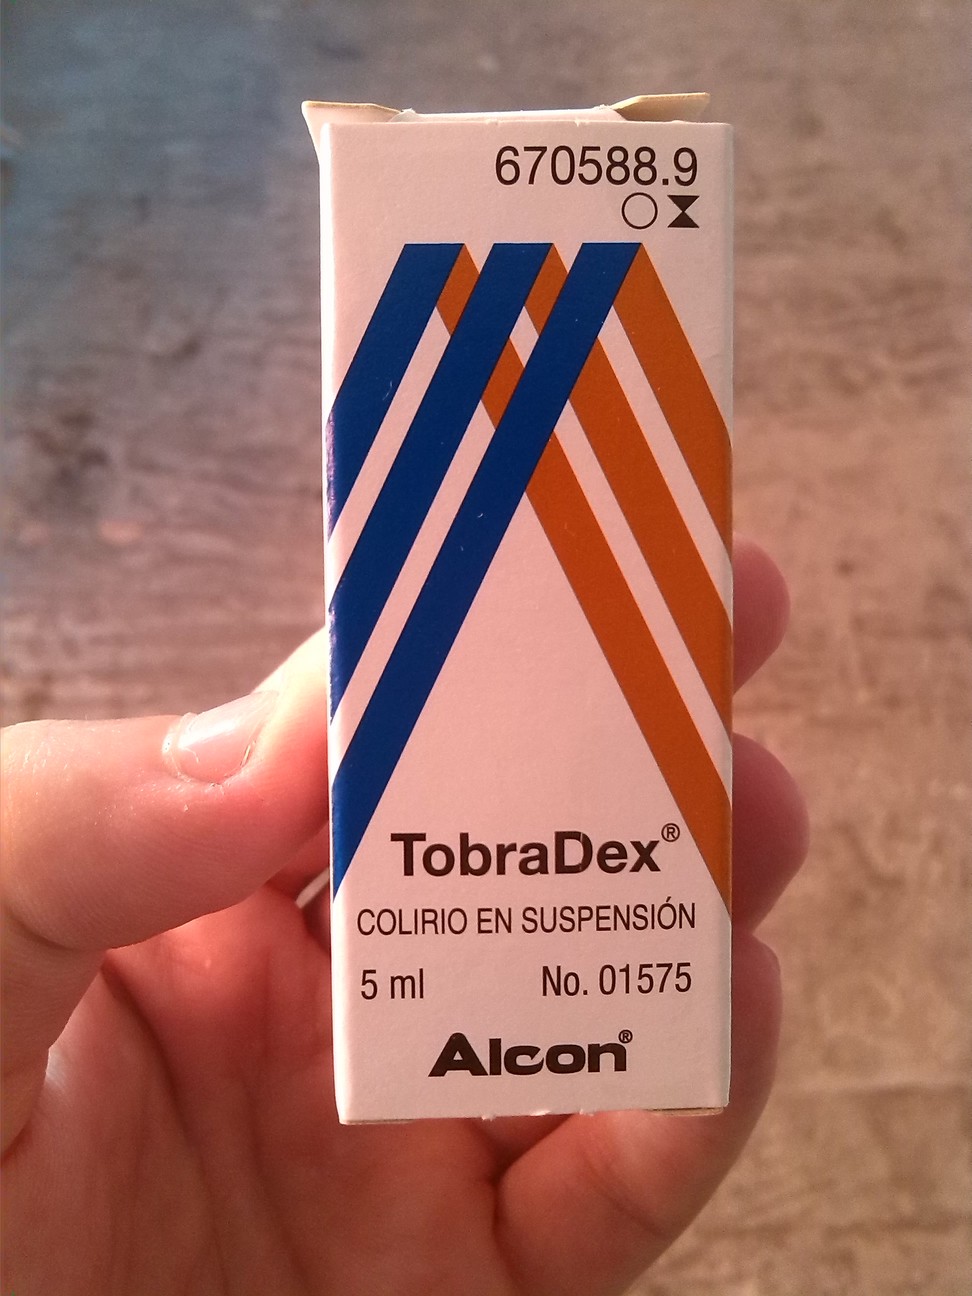 670588.9
TobraDex®
COLIRIO EN SUSPENSIÓN
5 ml No. 01575
Alcon®